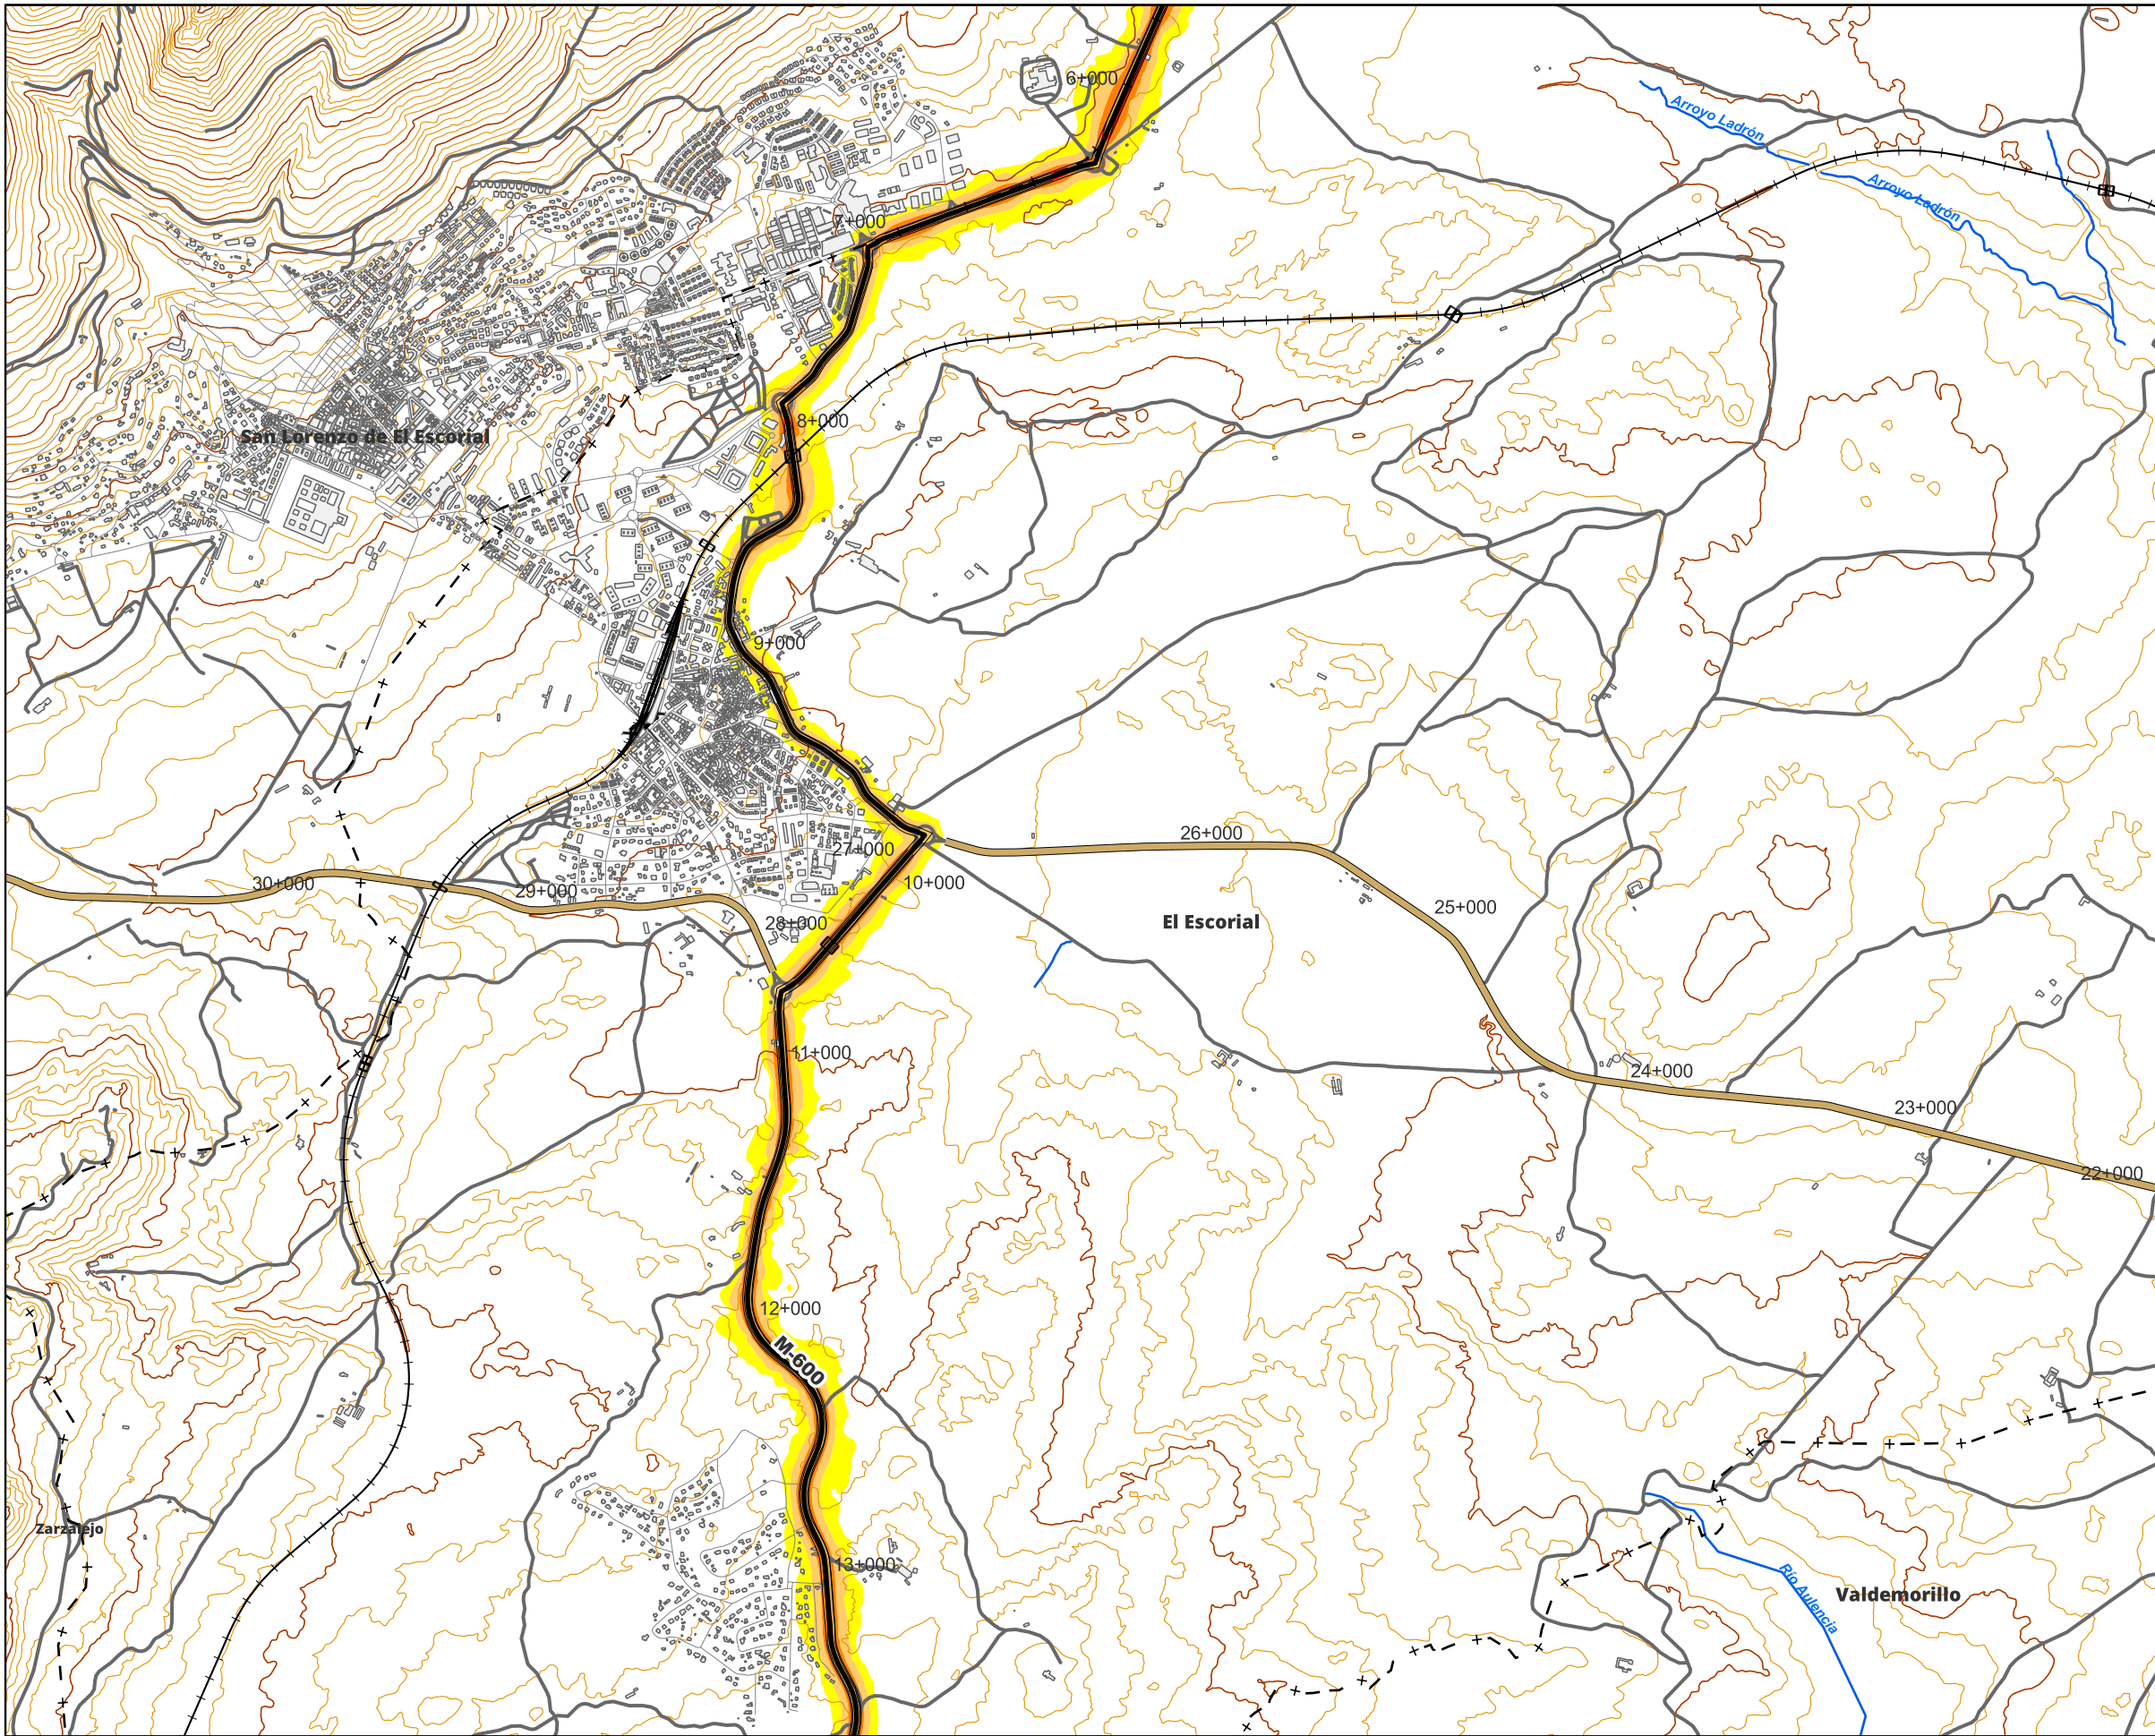 6+000
Arroyo Ladrón
Arroyo Ladrón
7+000
8+000
San Lorenzo de El Escorial
9+000
26+000
27+000
30+000
29+000
10+000
25+000
28+000
El Escorial
11+000
24+000
23+000
22+000
12+000
M-600
Zarzalejo
13+000
Río Aulencia
Valdemorillo